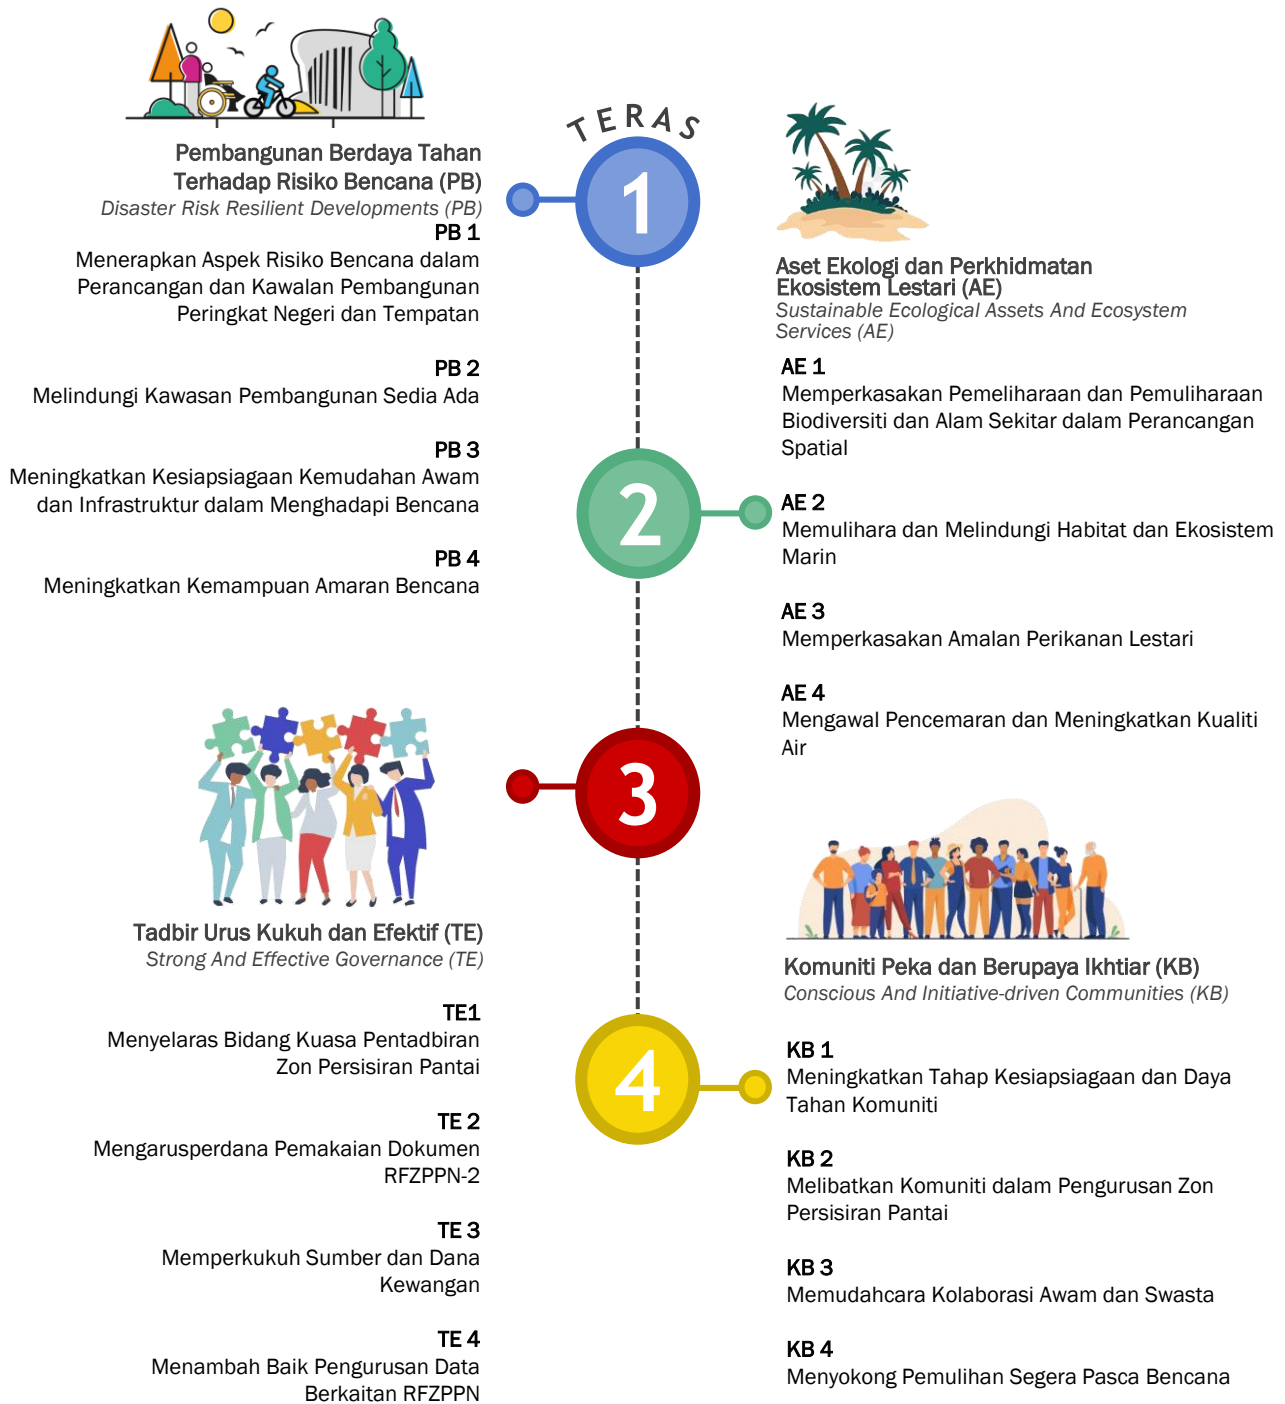 TERAS
1
Pembangunan Berdaya Tahan
Terhadap Risiko Bencana (PB)
Disaster Risk Resilient Developments (PB)
PB 1
Menerapkan Aspek Risiko Bencana dalam
Perancangan dan Kawalan Pembangunan
Peringkat Negeri dan Tempatan
PB 2
Melindungi Kawasan Pembangunan Sedia Ada
PB 3
Meningkatkan Kesiapsiagaan Kemudahan Awam
dan Infrastruktur dalam Menghadapi Bencana
PB 4
Meningkatkan Kemampuan Amaran Bencana
2
Aset Ekologi dan Perkhidmatan
Ekosistem Lestari (AE)
Sustainable Ecological Assets And Ecosystem
Services (AE)
AE 1
Memperkasakan Pemeliharaan dan Pemuliharaan
Biodiversiti dan Alam Sekitar dalam Perancangan
Spatial
AE 2
Memulihara dan Melindungi Habitat dan Ekosistem
Marin
AE 3
Memperkasakan Amalan Perikanan Lestari
AE 4
Mengawal Pencemaran dan Meningkatkan Kualiti
Air
3
Tadbir Urus Kukuh dan Efektif (TE)
Strong And Effective Governance (TE)
TE1
Menyelaras Bidang Kuasa Pentadbiran
Zon Persisiran Pantai
TE 2
Mengarusperdana Pemakaian Dokumen
RFZPPN-2
TE 3
Memperkukuh Sumber dan Dana
Kewangan
TE 4
Menambah Baik Pengurusan Data
Berkaitan RFZPPN
4
Komuniti Peka dan Berupaya Ikhtiar (KB)
Conscious And Initiative-driven Communities (KB)
KB 1
Meningkatkan Tahap Kesiapsiagaan dan Daya
Tahan Komuniti
KB 2
Melibatkan Komuniti dalam Pengurusan Zon
Persisiran Pantai
KB 3
Memudahcara Kolaborasi Awam dan Swasta
KB 4
Menyokong Pemulihan Segera Pasca Bencana